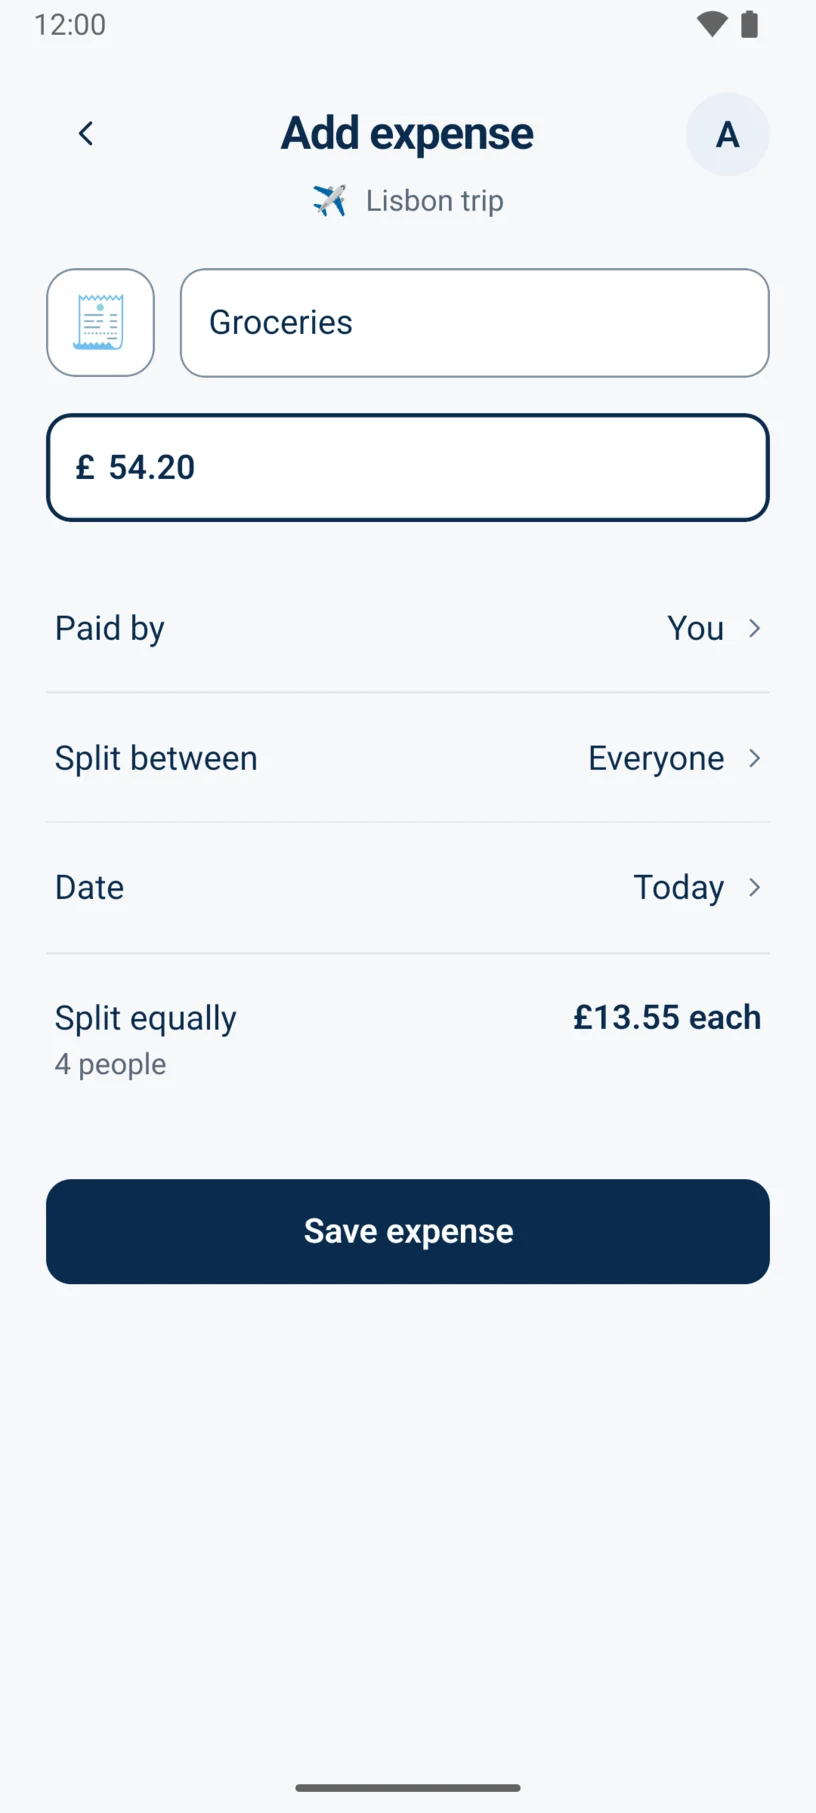 12:00
Add expense
A
✈️ Lisbon trip
Groceries
£ 54.20
Paid by You
Split between Everyone
Date Today
Split equally £13.55 each
4 people
Save expense